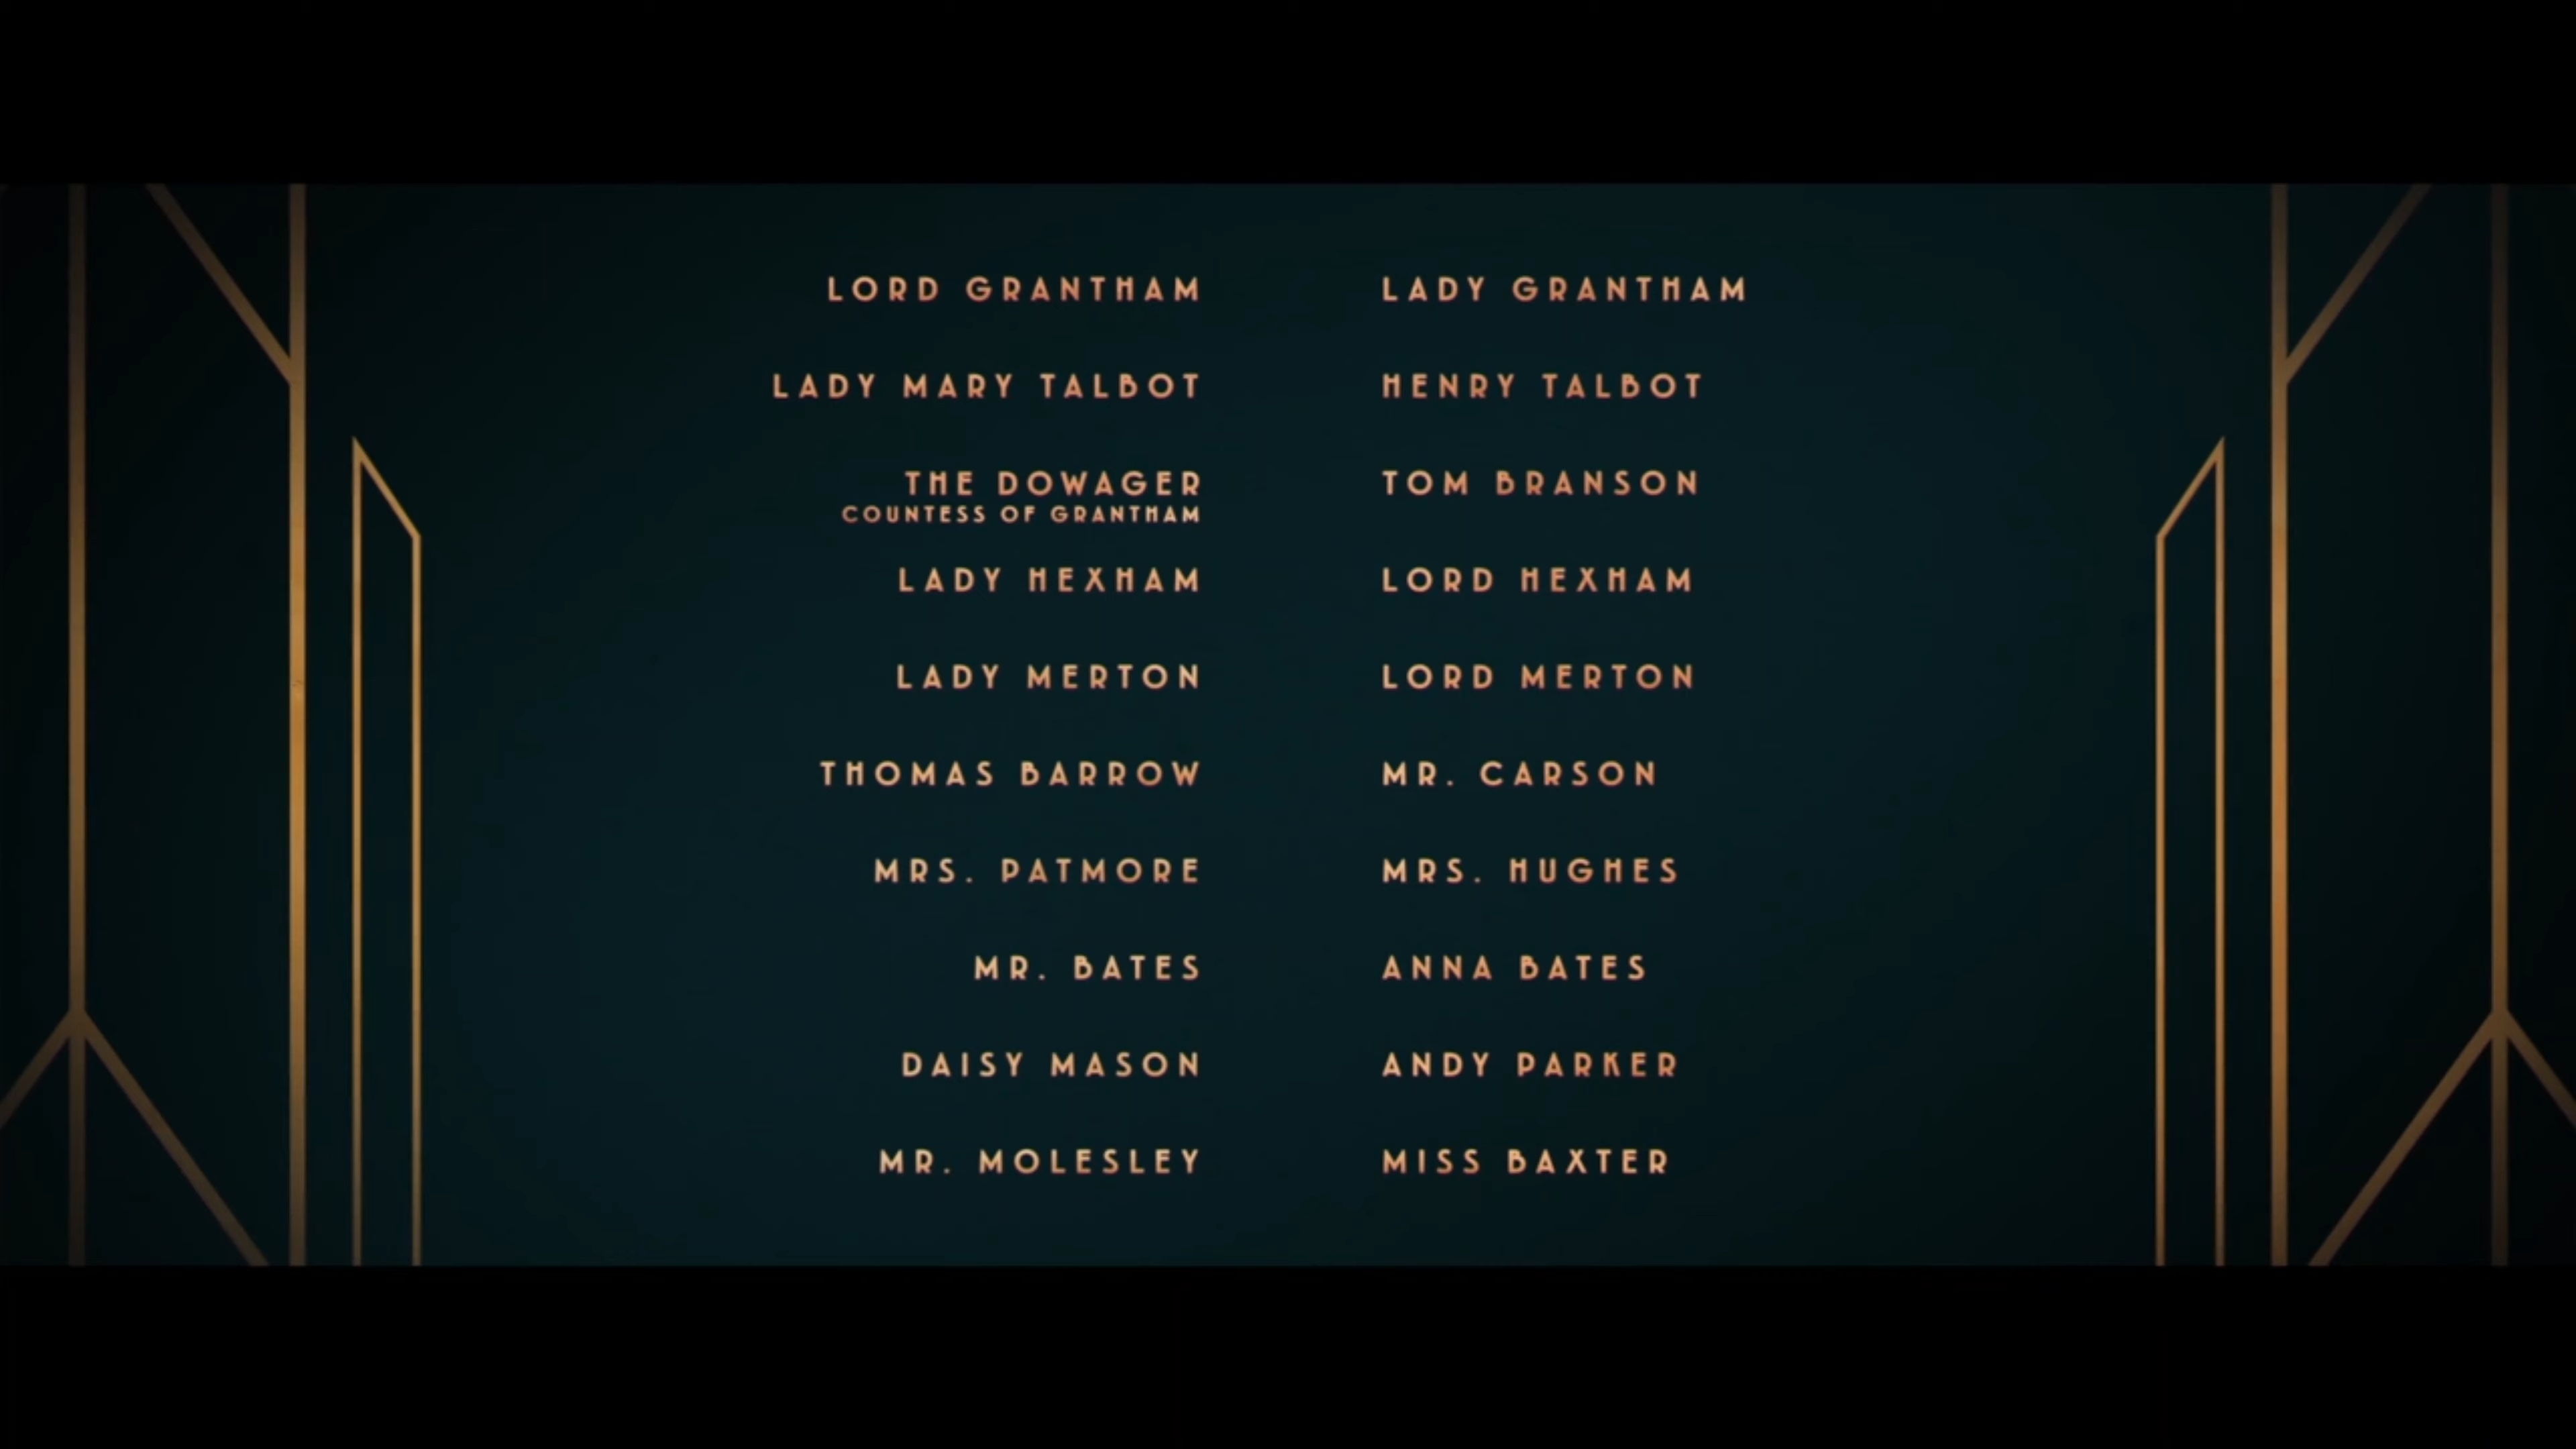 LORD GRANTHAM LADY GRANTHAM
LADY MARY TALBOT HENRY TALBOT
THE DOWAGER TOM BRANSON
COUNTESS OF GRANTHAM
LADY HEXHAM LORD HEXHAM
LADY MERTON LORD MERTON
THOMAS BARROW MR. CARSON
MRS. PATMORE MRS. HUGHES
MR. BATES ANNA BATES
DAISY MASON ANDY PARKER
MR. MOLESLEY MISS BAXTER